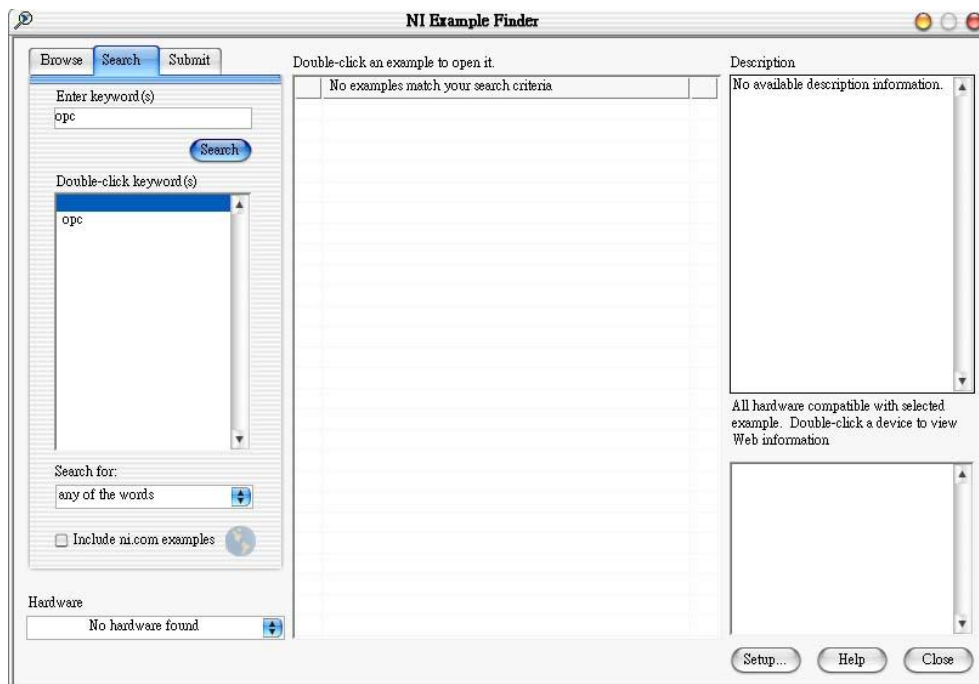 NI Example Finder
Browse
Search
Submit
Enter keyword(s)
opc
Search
Double-click keyword(s)
opc
Search for:
any of the words
Include ni.com examples
Hardware
No hardware found
Double-click an example to open it.
No examples match your search criteria
Description
No available description information.
All hardware compatible with selected
example. Double-click a device to view
Web information
Setup...
Help
Close